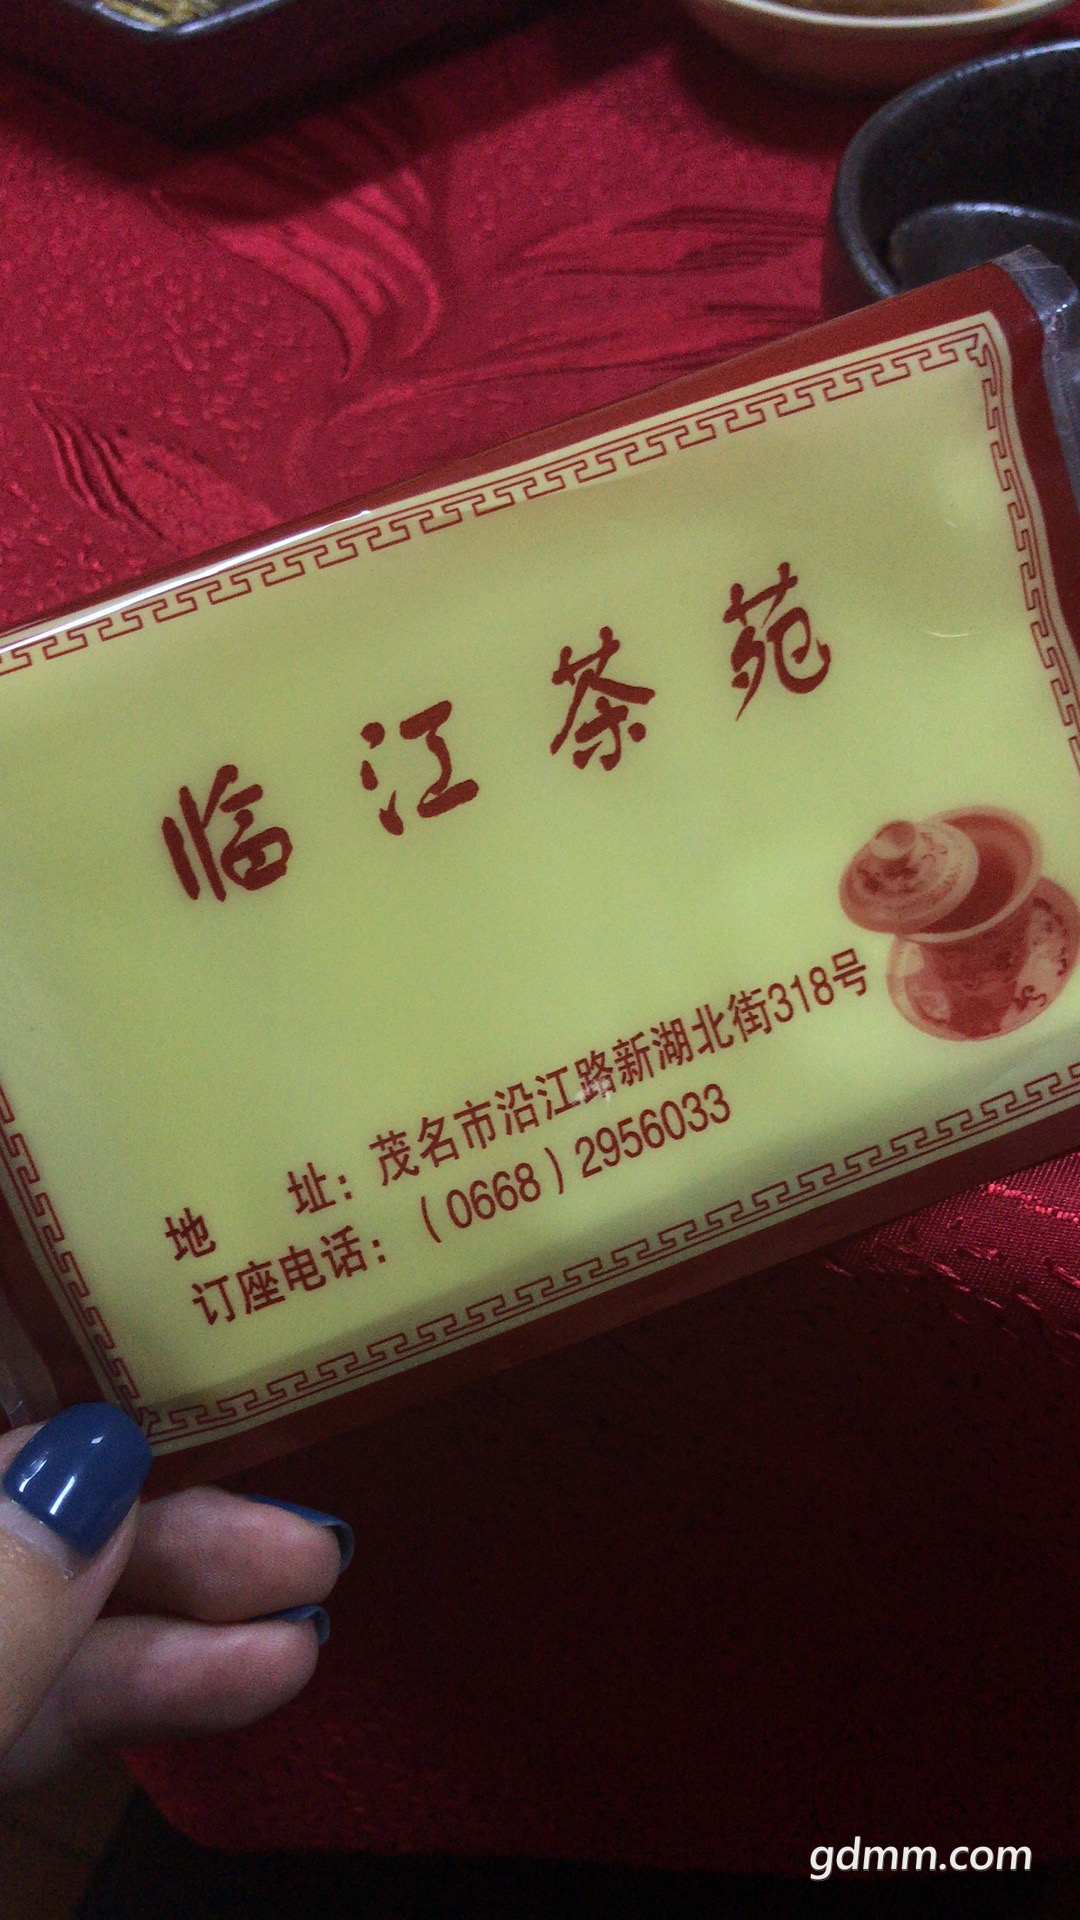 临江茶苑
地　　址：茂名市沿江路新湖北街318号
订座电话：（0668）2956033
gdmm.com